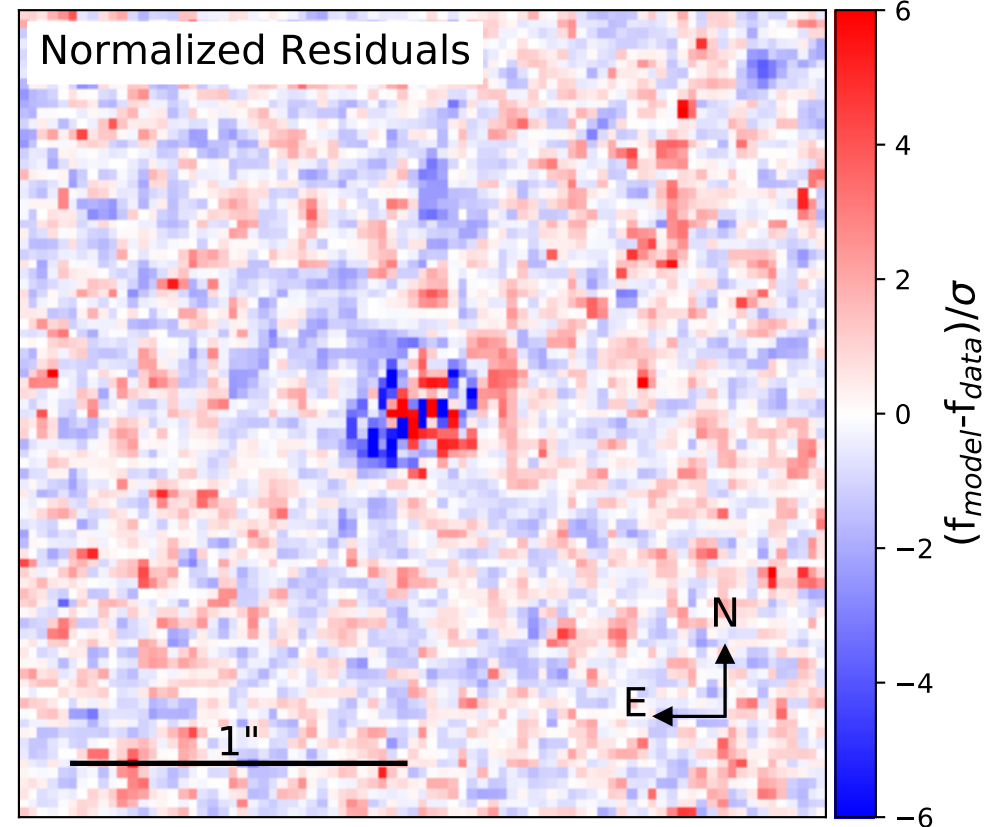 Normalized Residuals
6
4
2
0
−2
−4
−6
(f_model-f_data)/σ
N
E
1"